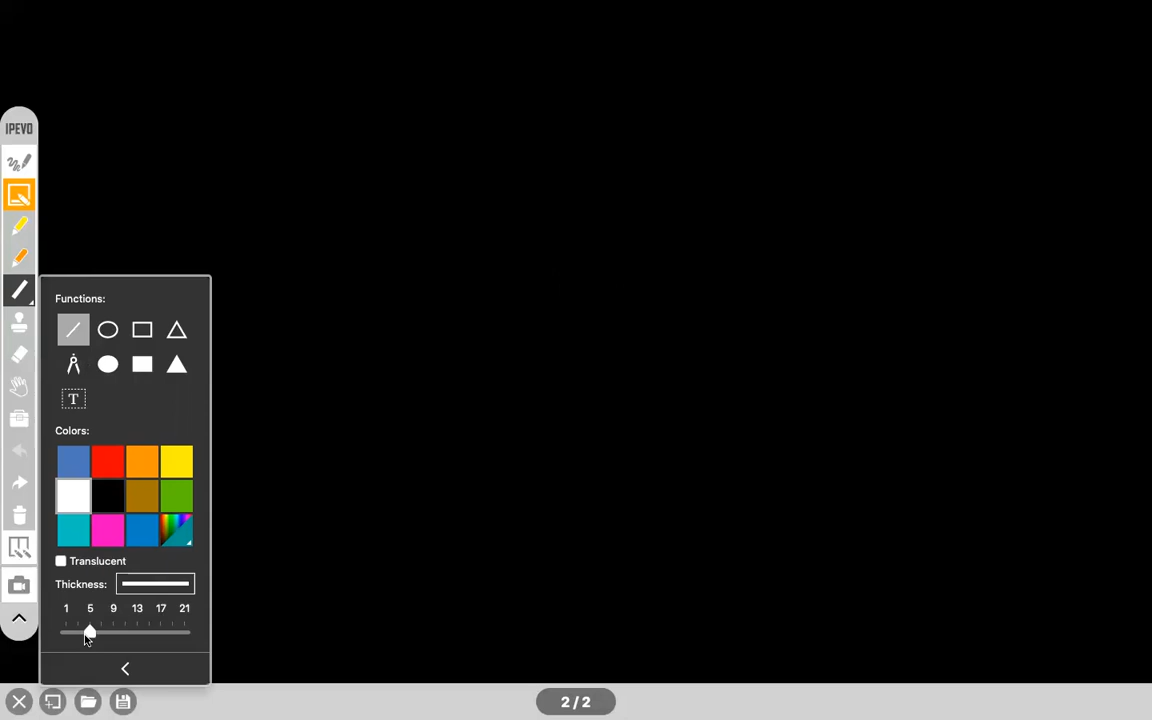 IPEVO
Functions:
T
Colors:
Translucent
Thickness:
1 5 9 13 17 21
2 / 2